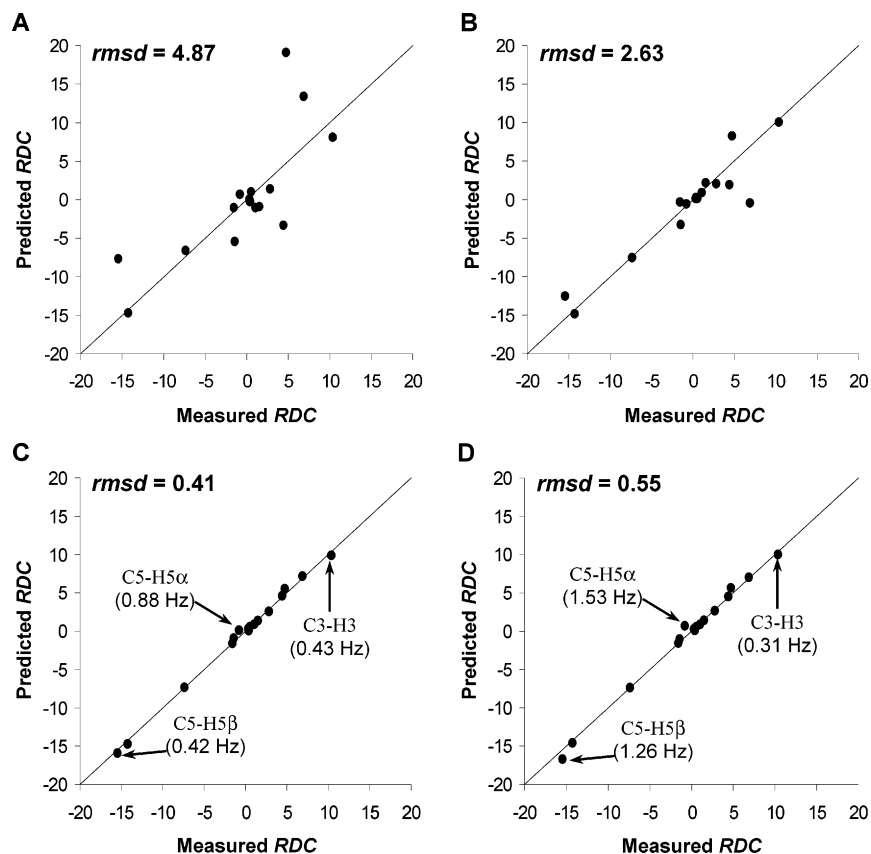 A
rmsd = 4.87
20
15
10
5
0
-5
-10
-15
-20
-20 -15 -10 -5 0 5 10 15 20
Predicted RDC
Measured RDC
B
rmsd = 2.63
20
15
10
5
0
-5
-10
-15
-20
-20 -15 -10 -5 0 5 10 15 20
Predicted RDC
Measured RDC
C
rmsd = 0.41
20
15
10
5
0
-5
-10
-15
-20
-20 -15 -10 -5 0 5 10 15 20
Predicted RDC
Measured RDC
C5-H5α
(0.88 Hz)
C3-H3
(0.43 Hz)
C5-H5β
(0.42 Hz)
D
rmsd = 0.55
20
15
10
5
0
-5
-10
-15
-20
-20 -15 -10 -5 0 5 10 15 20
Predicted RDC
Measured RDC
C5-H5α
(1.53 Hz)
C3-H3
(0.31 Hz)
C5-H5β
(1.26 Hz)